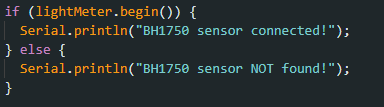 if (lightMeter.begin()) {
  Serial.println("BH1750 sensor connected!");
} else {
  Serial.println("BH1750 sensor NOT found!");
}